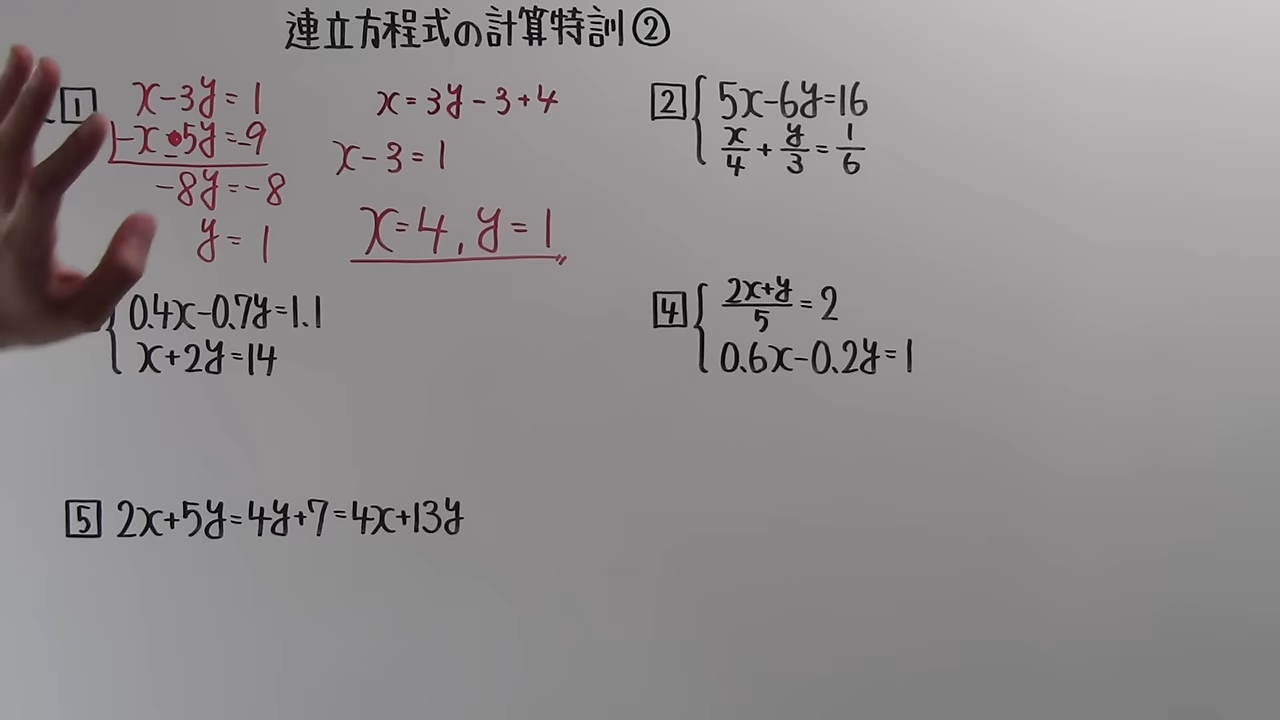 連立方程式の計算特訓②
1
x-3y=1
-x-5y=-9
-8y=-8
y=1
x=3y-3+4
x-3=1
x=4, y=1
2
5x-6y=16
x/4+y/3=1/6
0.4x-0.7y=1.1
x+2y=14
4
2x+y/5=2
0.6x-0.2y=1
5 2x+5y=4y+7=4x+13y